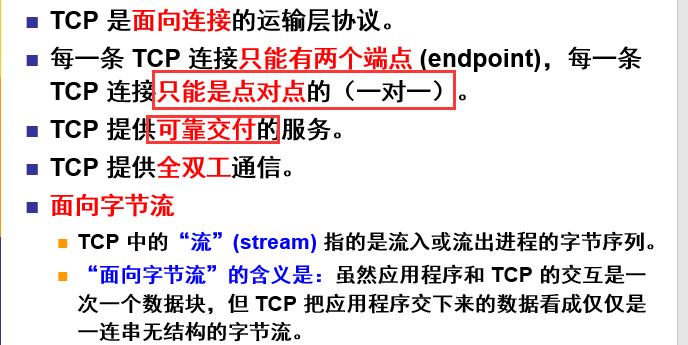 TCP 是面向连接的运输层协议。
每一条 TCP 连接只能有两个端点 (endpoint)，每一条
TCP 连接只能是点对点的（一对一）。
TCP 提供可靠交付的服务。
TCP 提供全双工通信。
面向字节流
TCP 中的“流”(stream) 指的是流入或流出进程的字节序列。
“面向字节流”的含义是：虽然应用程序和 TCP 的交互是一
次一个数据块，但 TCP 把应用程序交下来的数据看成仅仅是
一连串无结构的字节流。